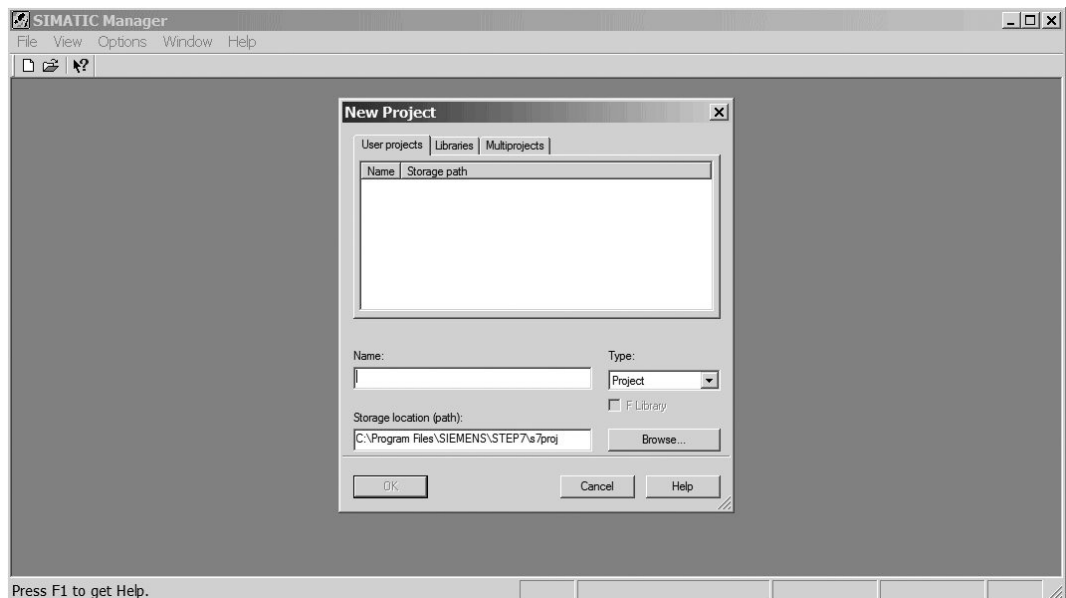 SIMATIC Manager
File View Options Window Help
New Project
User projects Libraries Multiprojects
Name Storage path
Name:
Type:
Project
F Library
Storage location (path):
C:\Program Files\SIEMENS\STEP7\s7proj
Browse...
OK Cancel Help
Press F1 to get Help.